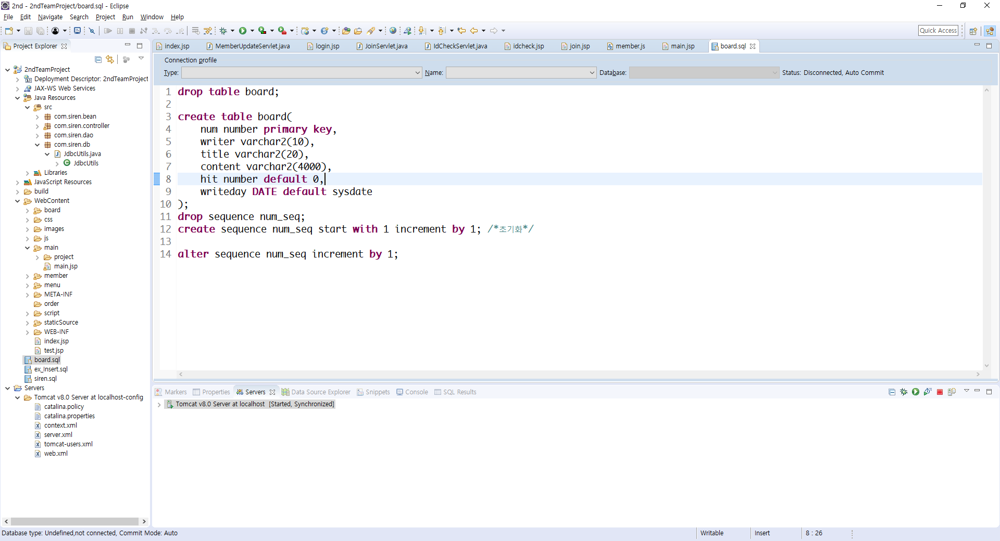 2nd - 2ndTeamProject/board.sql - Eclipse
File Edit Navigate Search Project Run Window Help
Quick Access
Project Explorer
index.jsp MemberUpdateServlet.java login.jsp JoinServlet.java IdCheckServlet.java idcheck.jsp join.jsp member.js main.jsp board.sql
Connection profile
Type: Name: Database: Status: Disconnected, Auto Commit
2ndTeamProject
Deployment Descriptor: 2ndTeamProject
JAX-WS Web Services
Java Resources
src
com.siren.bean
com.siren.controller
com.siren.dao
com.siren.db
JdbcUtils.java
JdbcUtils
Libraries
JavaScript Resources
build
WebContent
board
css
images
js
main
project
main.jsp
member
menu
META-INF
order
script
staticSource
WEB-INF
index.jsp
test.jsp
board.sql
ex_Insert.sql
siren.sql
Servers
Tomcat v8.0 Server at localhost-config
catalina.policy
catalina.properties
context.xml
server.xml
tomcat-users.xml
web.xml
1 drop table board;
2
3 create table board(
4 num number primary key,
5 writer varchar2(10),
6 title varchar2(20),
7 content varchar2(4000),
8 hit number default 0,
9 writeday DATE default sysdate
10 );
11 drop sequence num_seq;
12 create sequence num_seq start with 1 increment by 1; /*초기화*/
13
14 alter sequence num_seq increment by 1;
Markers Properties Servers Data Source Explorer Snippets Console SQL Results
Tomcat v8.0 Server at localhost [Started, Synchronized]
Database type: Undefined,not connected, Commit Mode: Auto
Writable Insert 8 : 26